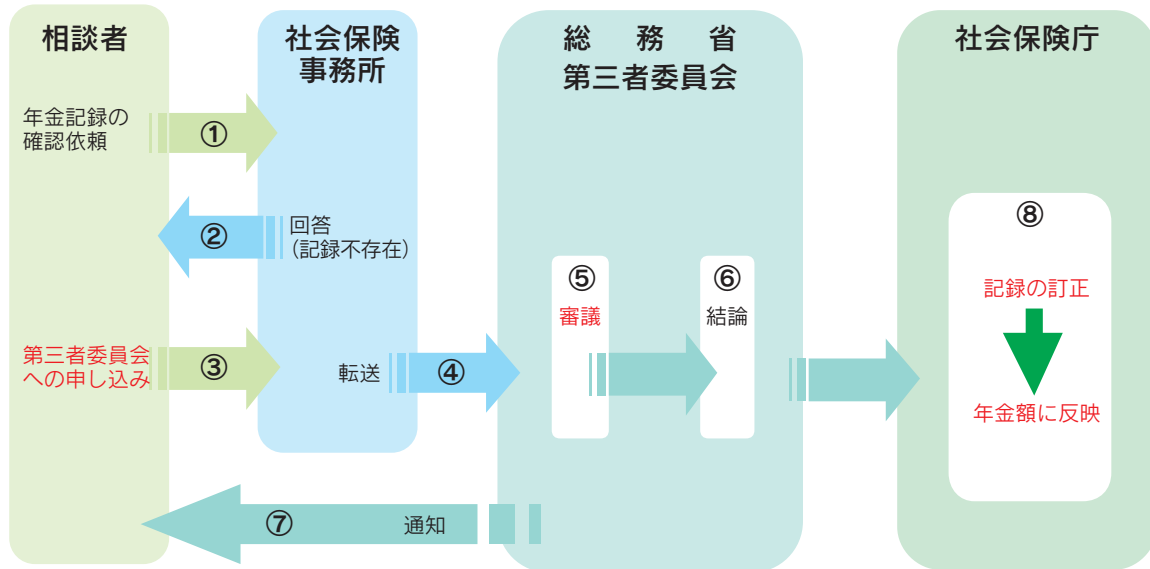 相談者
社会保険
事務所
総務省
第三者委員会
社会保険庁
年金記録の
確認依頼
①
②
回答
(記録不存在)
第三者委員会
への申し込み
③
転送
④
⑤
審議
⑥
結論
⑦
通知
⑧
記録の訂正
年金額に反映